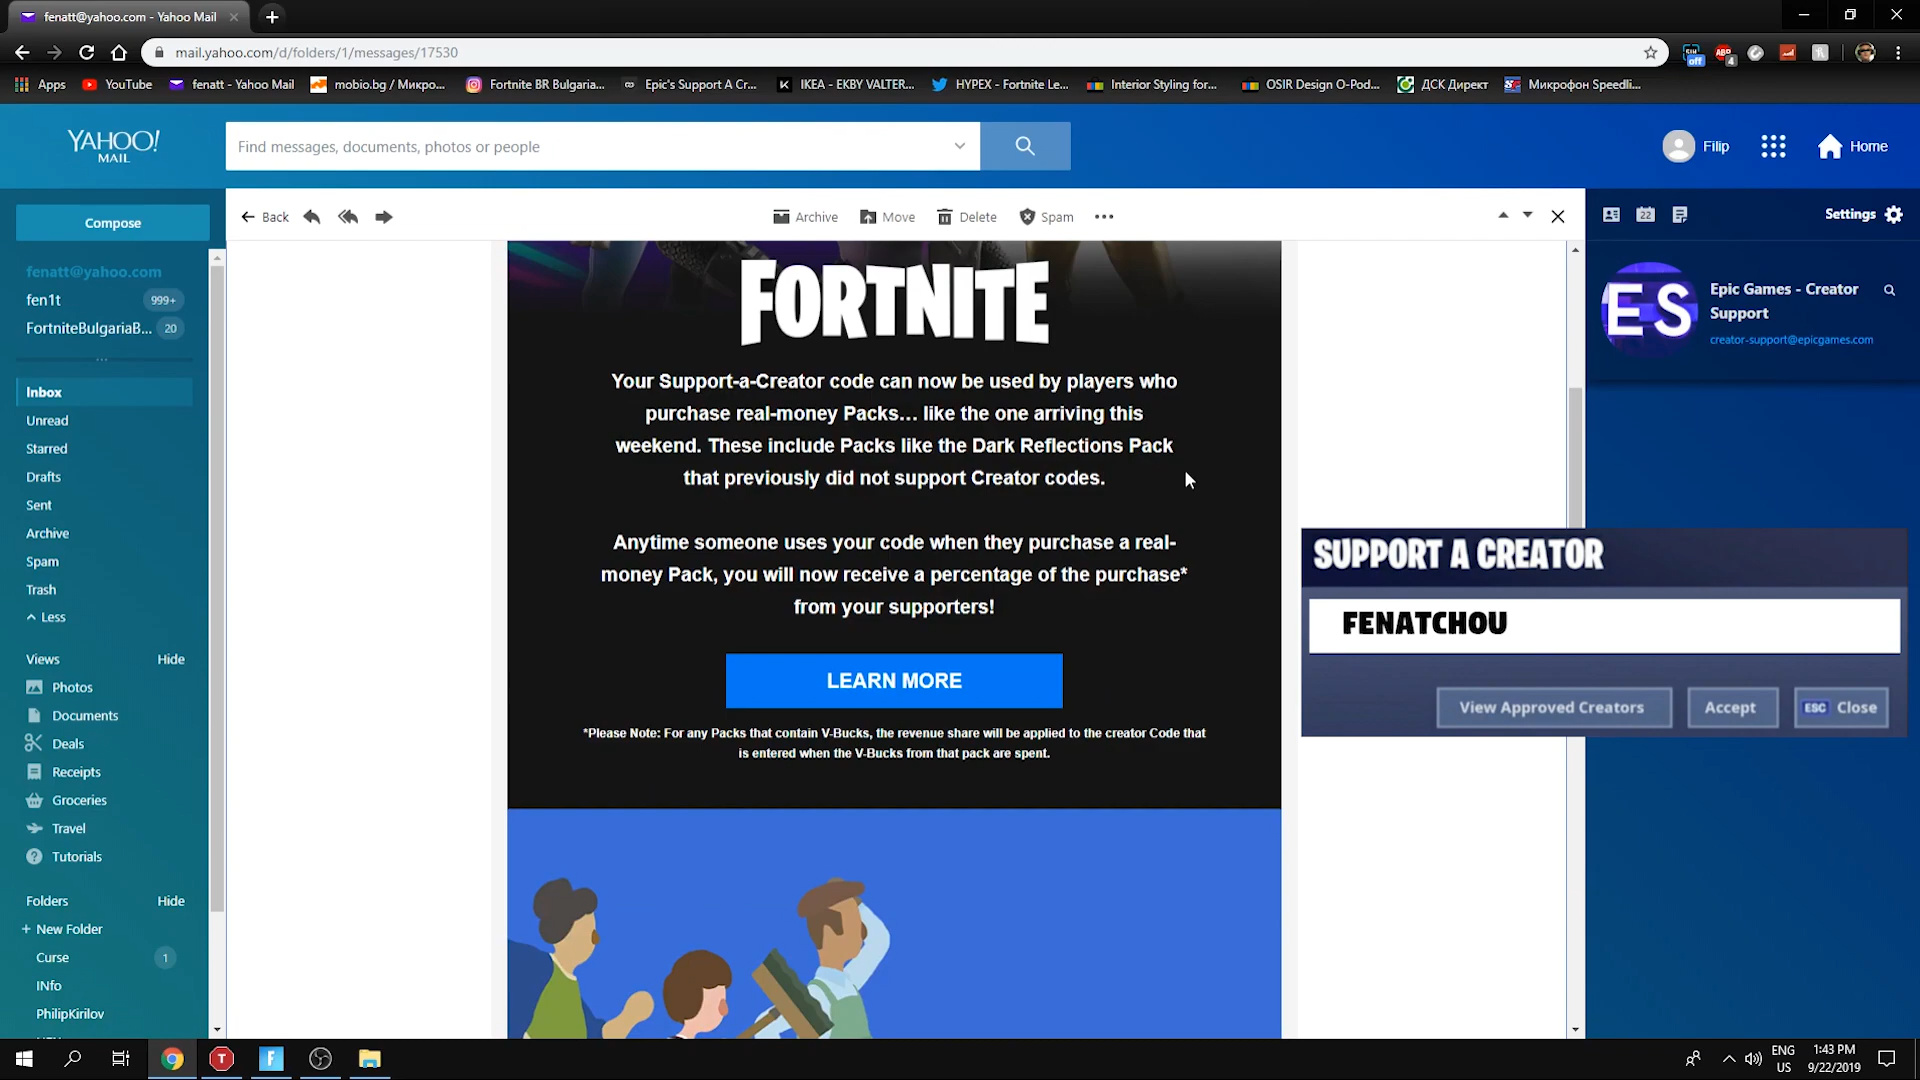 fenatt@yahoo.com - Yahoo Mail
mail.yahoo.com/d/folders/1/messages/17530
off
ABP
4
Apps
YouTube
fenatt - Yahoo Mail
mobio.bg / Микро...
Fortnite BR Bulgaria...
Epic's Support A Cr...
IKEA - EKBY VALTER...
HYPEX - Fortnite Le...
Interior Styling for...
OSIR Design O-Pod...
ДСК Директ
Микрофон Speedli...
YAHOO!
MAIL
Find messages, documents, photos or people
Filip
Home
Compose
Back
Archive
Move
Delete
Spam
22
Settings
fenatt@yahoo.com
fen1t 999+
FortniteBulgariaB... 20
Inbox
Unread
Starred
Drafts
Sent
Archive
Spam
Trash
Less
Views Hide
Photos
Documents
Deals
Receipts
Groceries
Travel
Tutorials
Folders Hide
+ New Folder
Curse 1
INfo
PhilipKirilov
FORTNITE
Your Support-a-Creator code can now be used by players who
purchase real-money Packs... like the one arriving this
weekend. These include Packs like the Dark Reflections Pack
that previously did not support Creator codes.
Anytime someone uses your code when they purchase a real-
money Pack, you will now receive a percentage of the purchase*
from your supporters!
LEARN MORE
*Please Note: For any Packs that contain V-Bucks, the revenue share will be applied to the creator Code that
is entered when the V-Bucks from that pack are spent.
ES
Epic Games - Creator
Support
creator-support@epicgames.com
SUPPORT A CREATOR
FENATCHOU
View Approved Creators
Accept
ESC Close
ENG
US
1:43 PM
9/22/2019